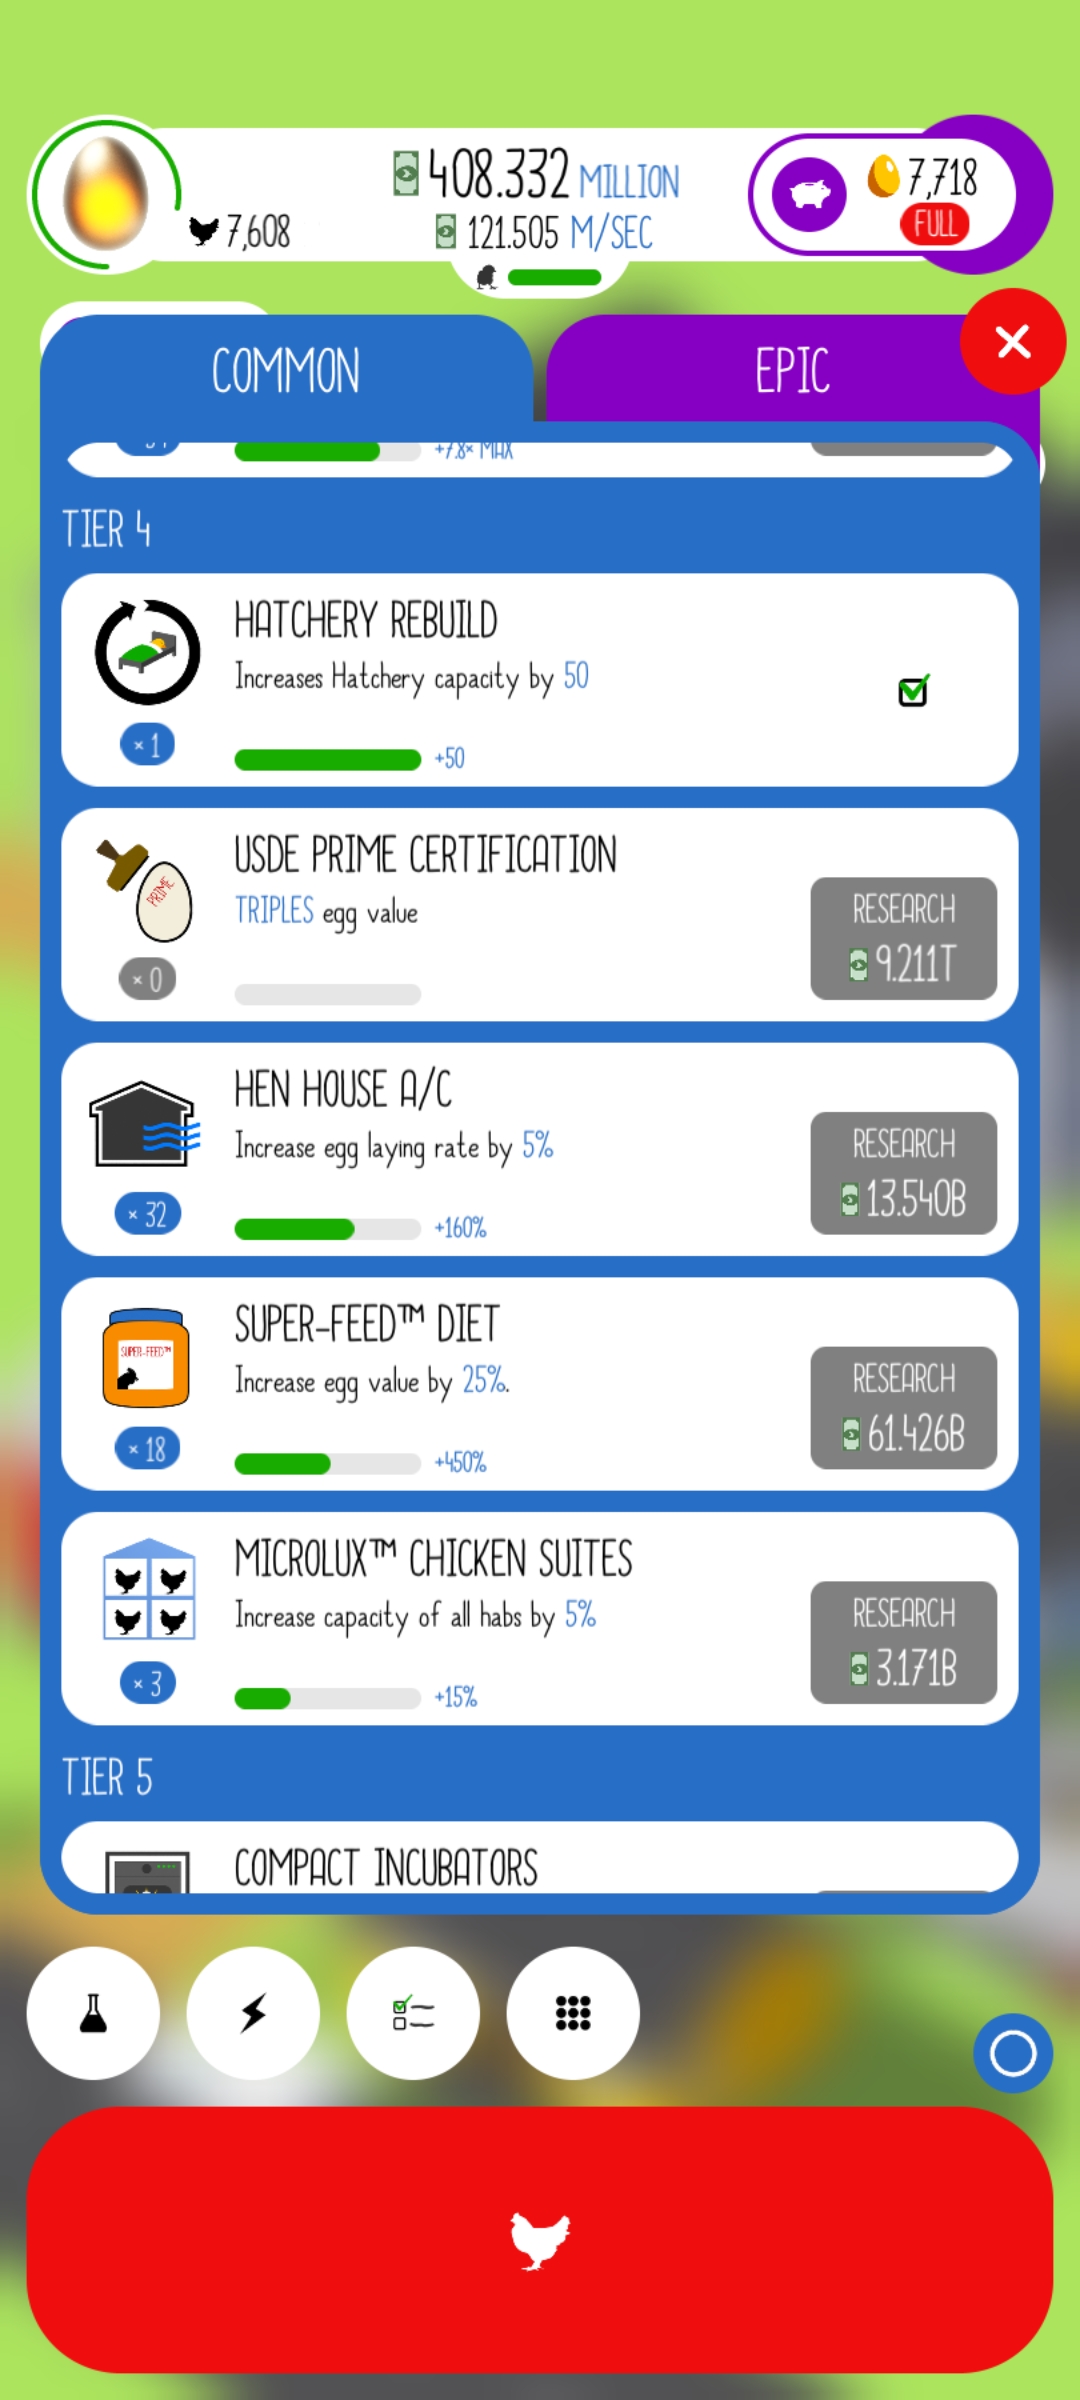 408.332 MILLION
7,718
7,608
121.505 M/SEC
FULL
COMMON
EPIC
+7.8× MAX
TIER 4
HATCHERY REBUILD
Increases Hatchery capacity by 50
× 1
+50
USDE PRIME CERTIFICATION
TRIPLES egg value
PRIME
RESEARCH
9.211T
× 0
HEN HOUSE A/C
Increase egg laying rate by 5%
RESEARCH
13.540B
× 32
+160%
SUPER-FEED™ DIET
SUPER-FEED™
Increase egg value by 25%.
RESEARCH
61.426B
× 18
+450%
MICROLUX™ CHICKEN SUITES
Increase capacity of all habs by 5%
RESEARCH
3.171B
× 3
+15%
TIER 5
COMPACT INCUBATORS